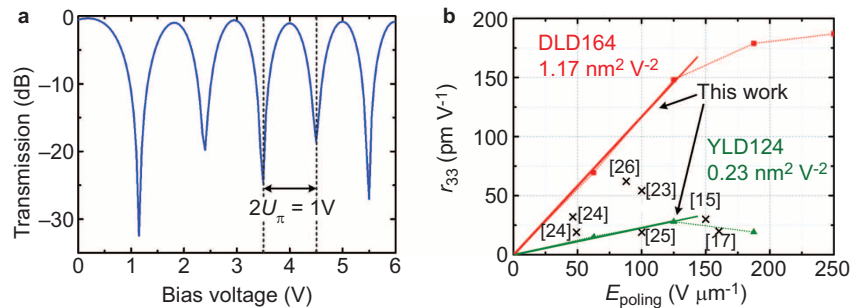 a
Transmission (dB)
0
−10
−20
−30
2Uπ = 1V
0 1 2 3 4 5 6
Bias voltage (V)
b
r33 (pm V-1)
200
150
100
50
0
DLD164
1.17 nm² V-2
This work
YLD124
0.23 nm² V-2
[26]
[23]
[24]
[24]
[25]
[15]
[17]
0 50 100 150 200 250
Epoling (V μm-1)